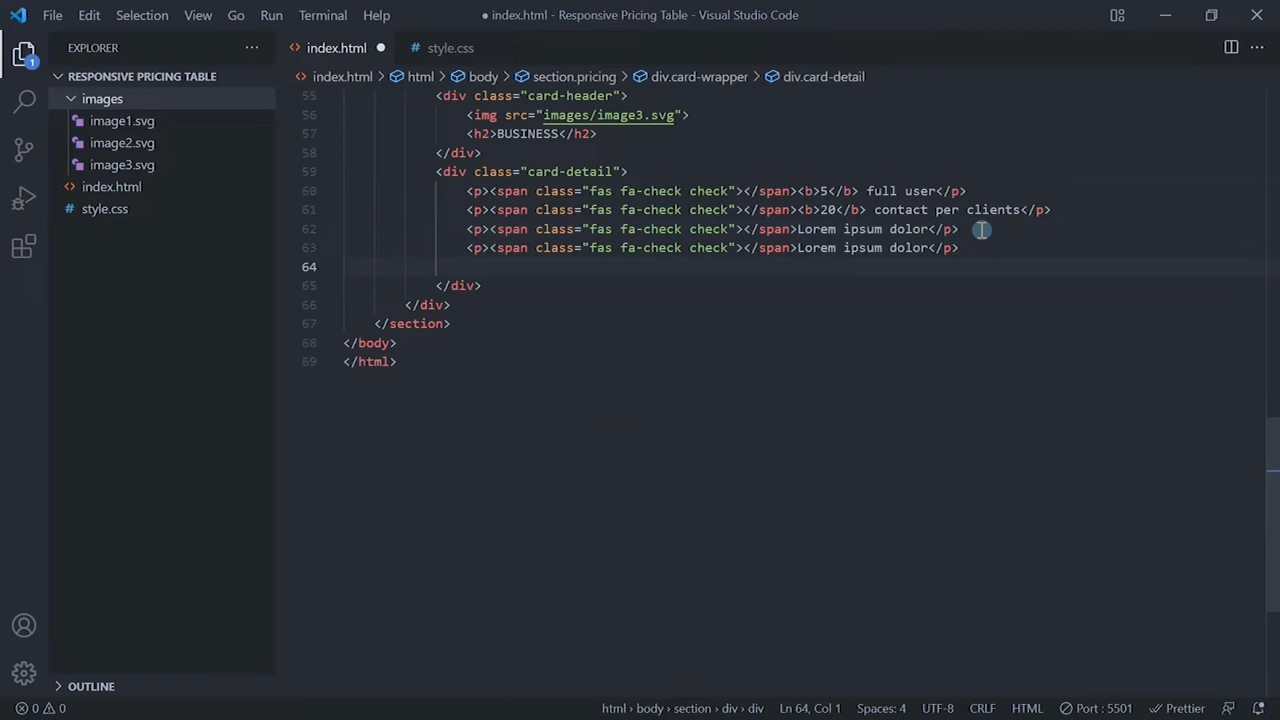 File Edit Selection View Go Run Terminal Help ● index.html - Responsive Pricing Table - Visual Studio Code
EXPLORER ···
1
RESPONSIVE PRICING TABLE
images
image1.svg
image2.svg
image3.svg
index.html
# style.css
OUTLINE
<> index.html ● # style.css
<> index.html > html > body > section.pricing > div.card-wrapper > div.card-detail
55 <div class="card-header">
56 <img src="images/image3.svg">
57 <h2>BUSINESS</h2>
58 </div>
59 <div class="card-detail">
60 <p><span class="fas fa-check check"></span><b>5</b> full user</p>
61 <p><span class="fas fa-check check"></span><b>20</b> contact per clients</p>
62 <p><span class="fas fa-check check"></span>Lorem ipsum dolor</p>
63 <p><span class="fas fa-check check"></span>Lorem ipsum dolor</p>
64
65 </div>
66 </div>
67 </section>
68 </body>
69 </html>
0 0 html > body > section > div > div Ln 64, Col 1 Spaces: 4 UTF-8 CRLF HTML Port : 5501 Prettier